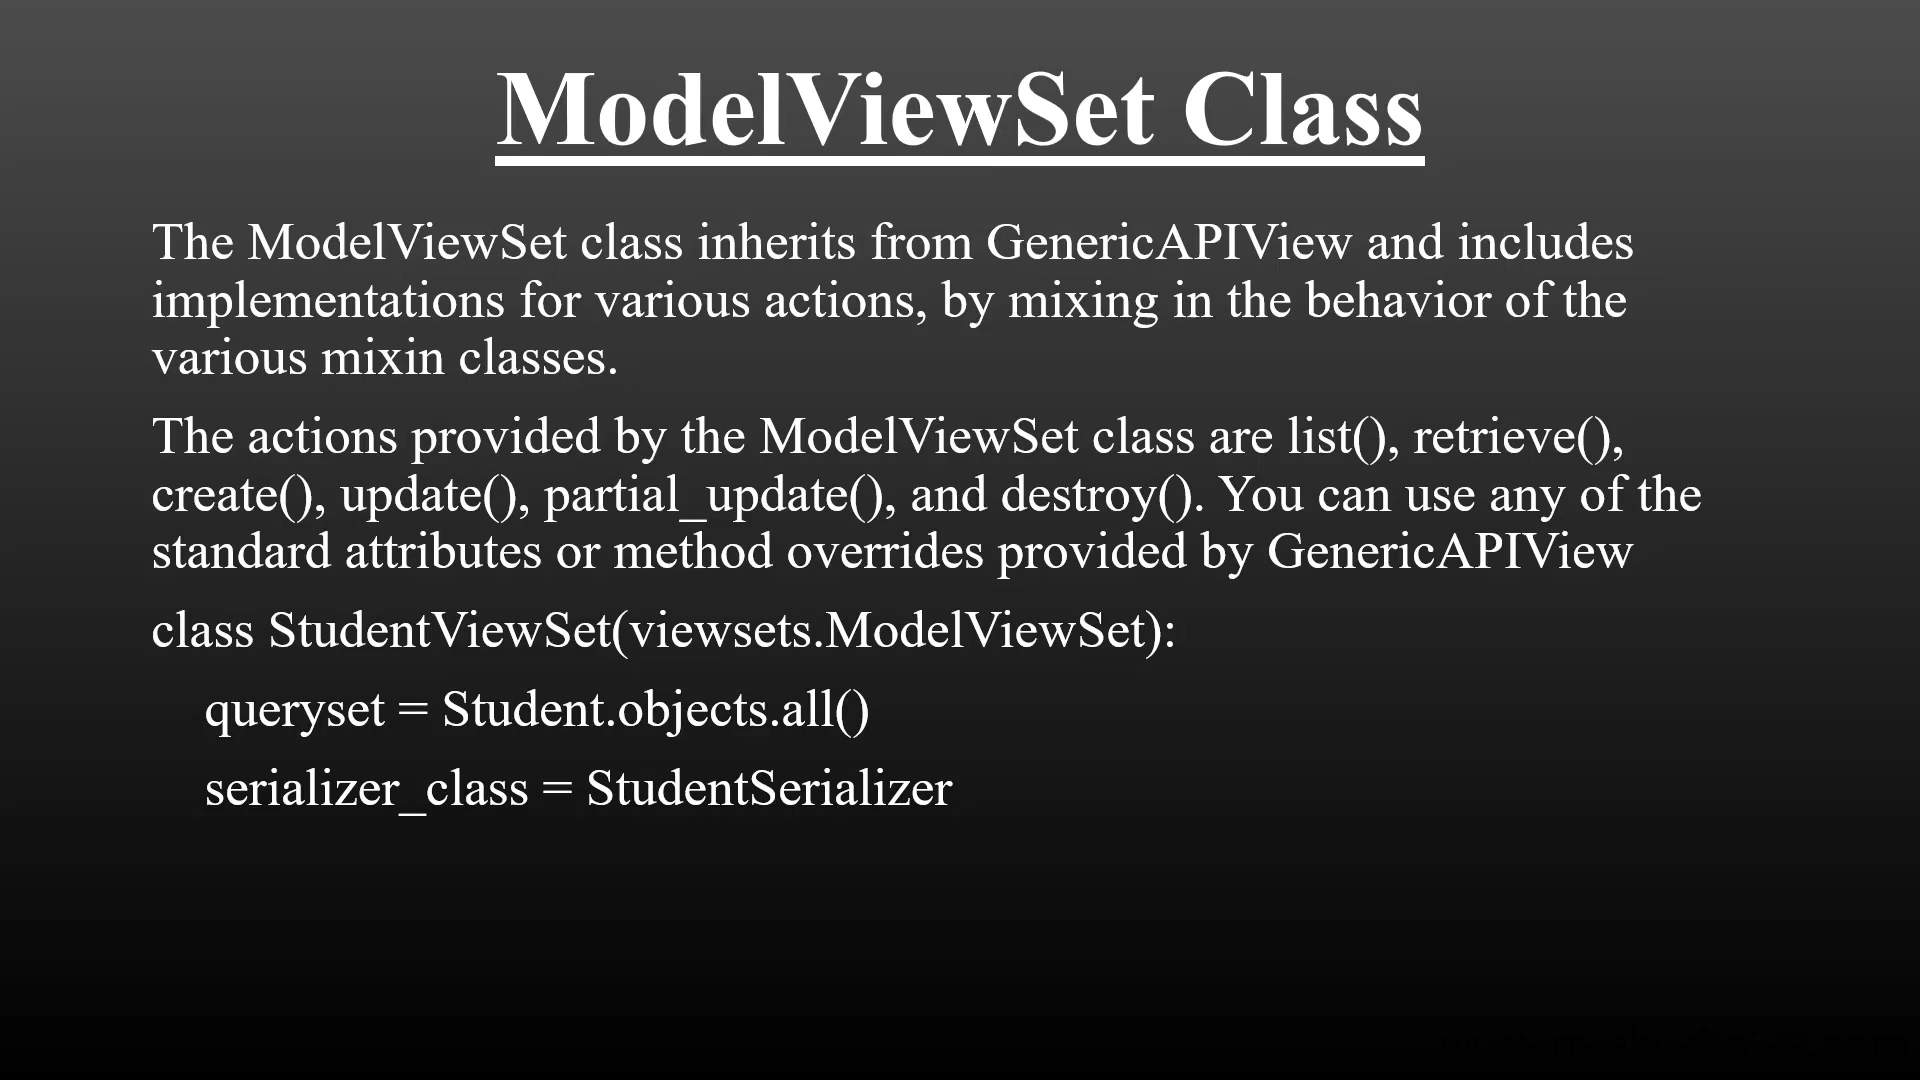 ModelViewSet Class
The ModelViewSet class inherits from GenericAPIView and includes
implementations for various actions, by mixing in the behavior of the
various mixin classes.
The actions provided by the ModelViewSet class are list(), retrieve(),
create(), update(), partial_update(), and destroy(). You can use any of the
standard attributes or method overrides provided by GenericAPIView
class StudentViewSet(viewsets.ModelViewSet):
queryset = Student.objects.all()
serializer_class = StudentSerializer